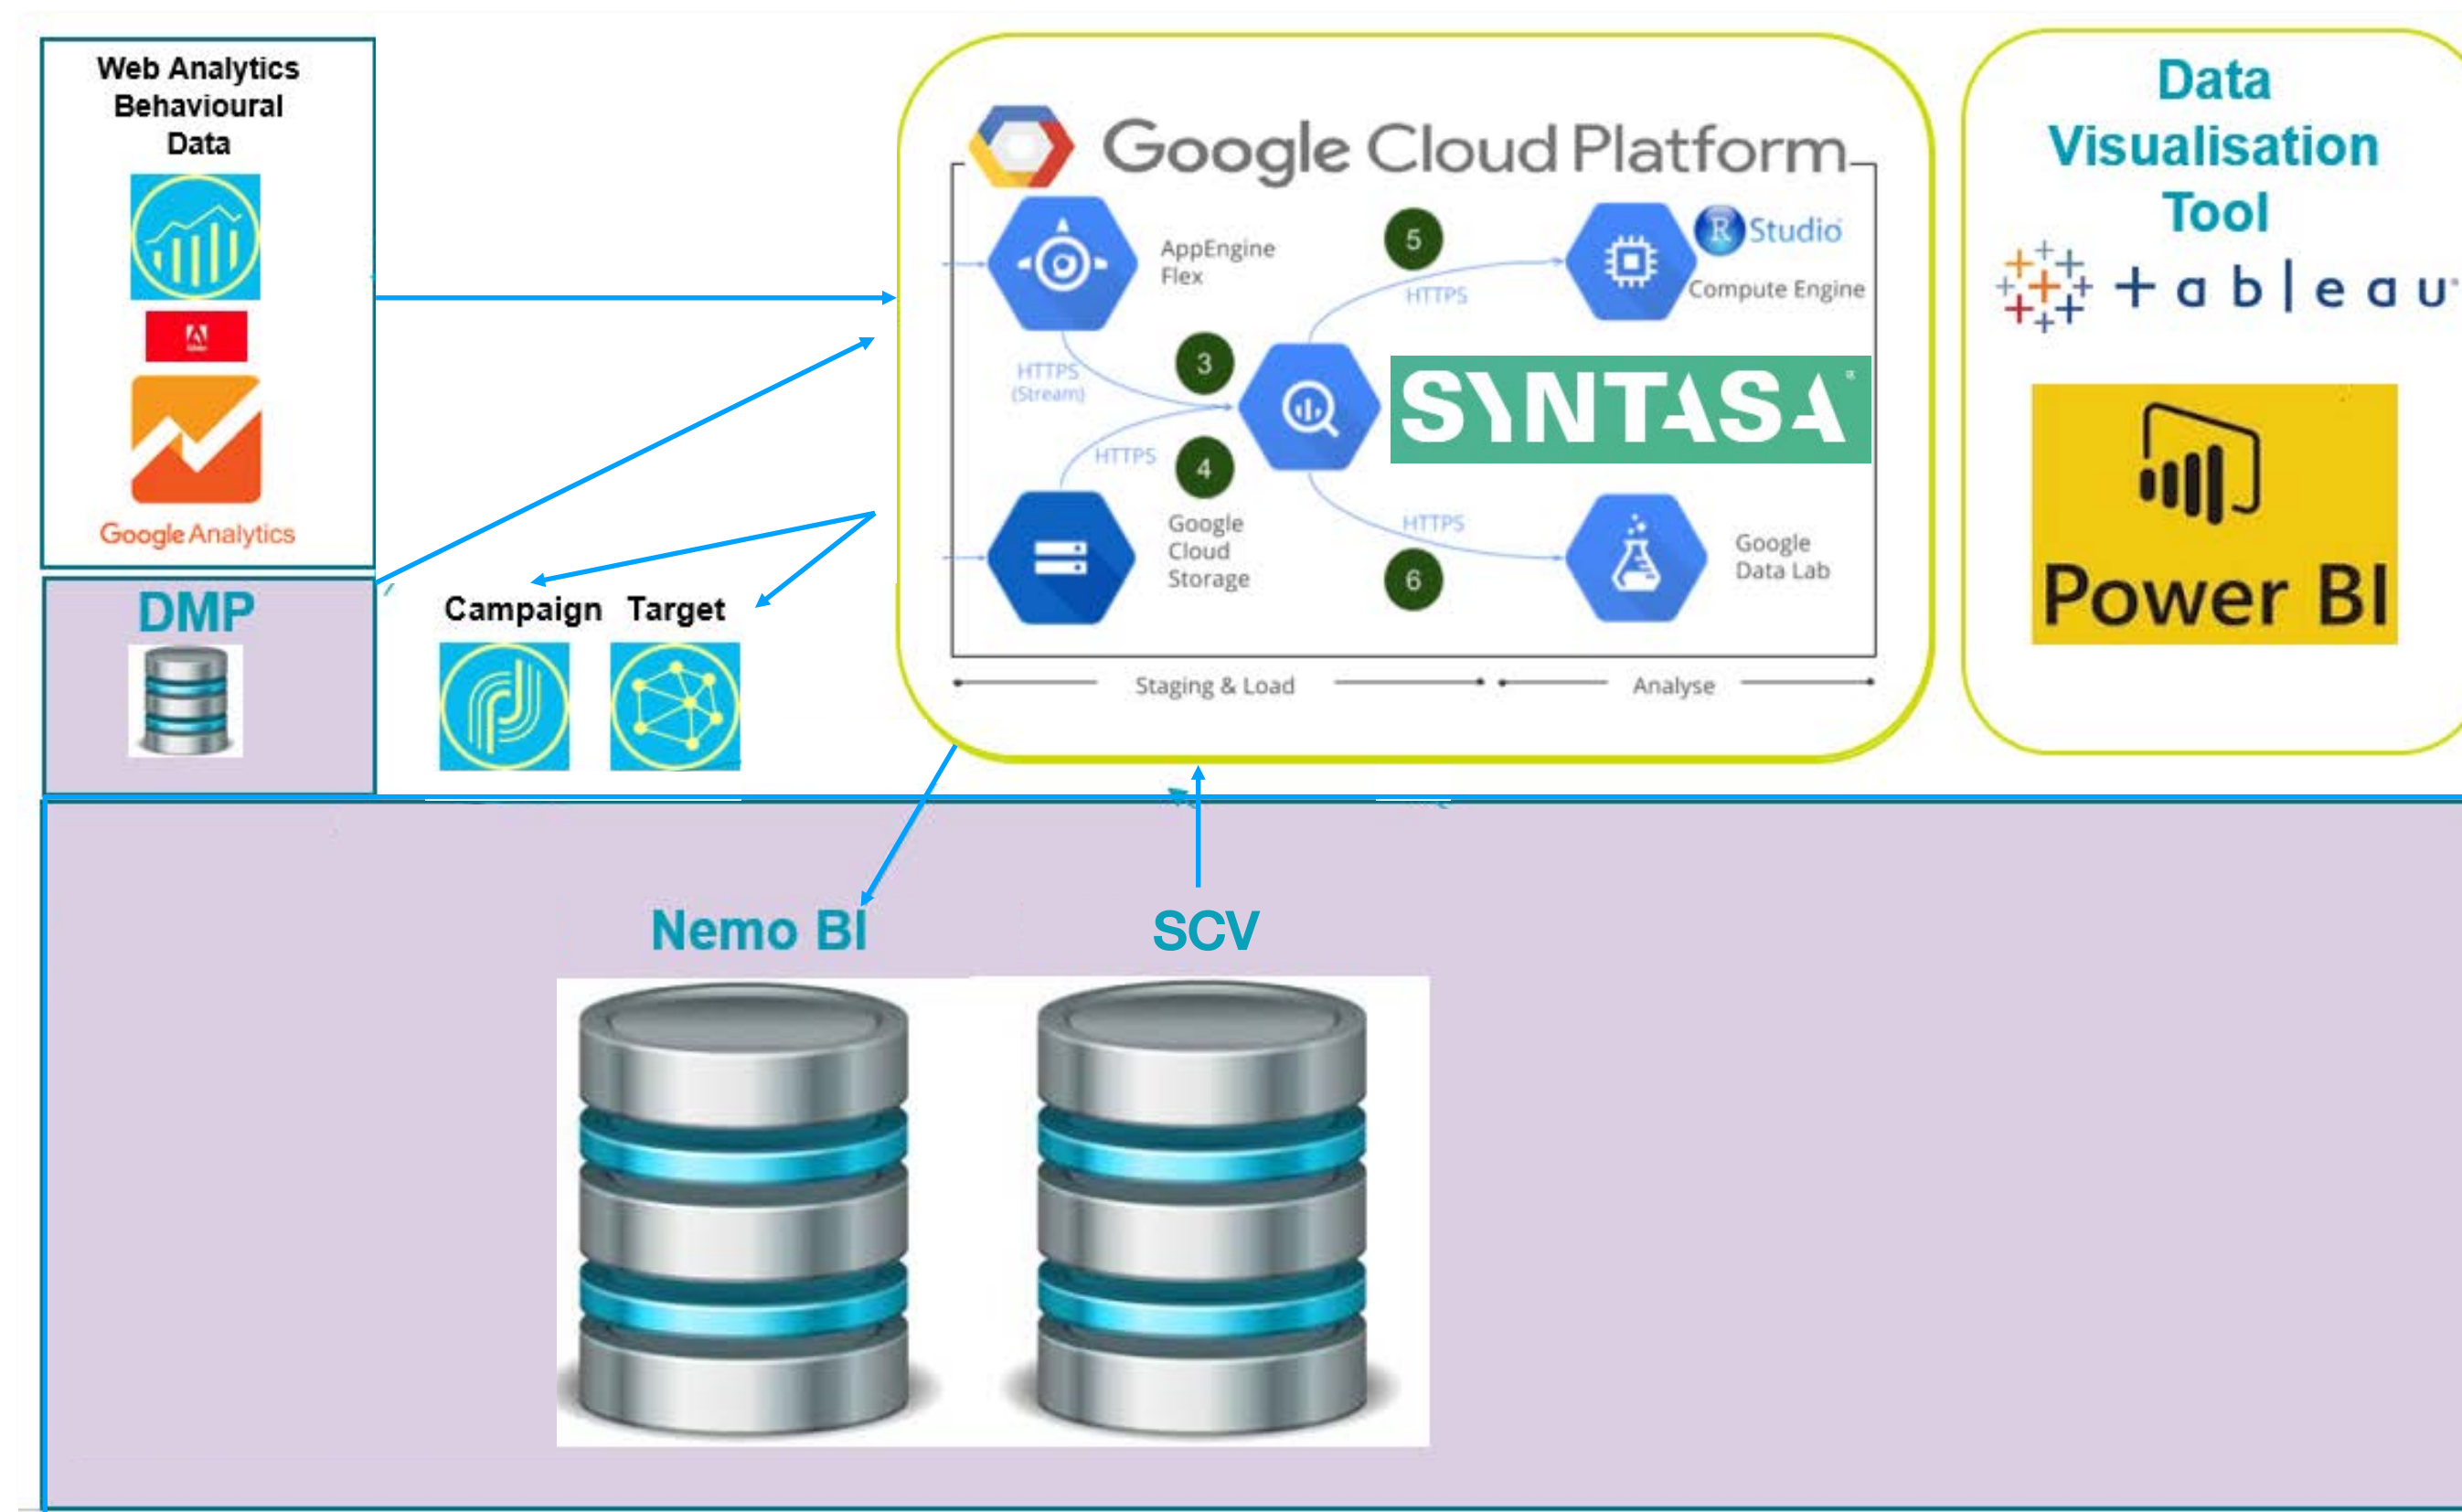 Web Analytics
Behavioural
Data
Google Analytics
DMP
Campaign Target
Google Cloud Platform
AppEngine
Flex
HTTPS
(Stream)
3
HTTPS
4
Google
Cloud
Storage
5
HTTPS
R Studio
Compute Engine
SYNTASA
HTTPS
6
Google
Data Lab
Staging & Load
Analyse
Data
Visualisation
Tool
+ableau
Power BI
Nemo BI
SCV